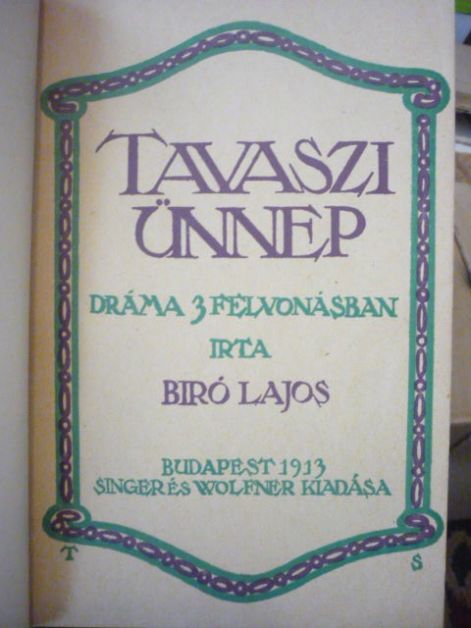 TAVASZI
ÜNNEP
DRÁMA 3 FELVONÁSBAN
IRTA
BIRÓ LAJOS
BUDAPEST 1913
SINGER ÉS WOLFNER KIADÁSA
T S